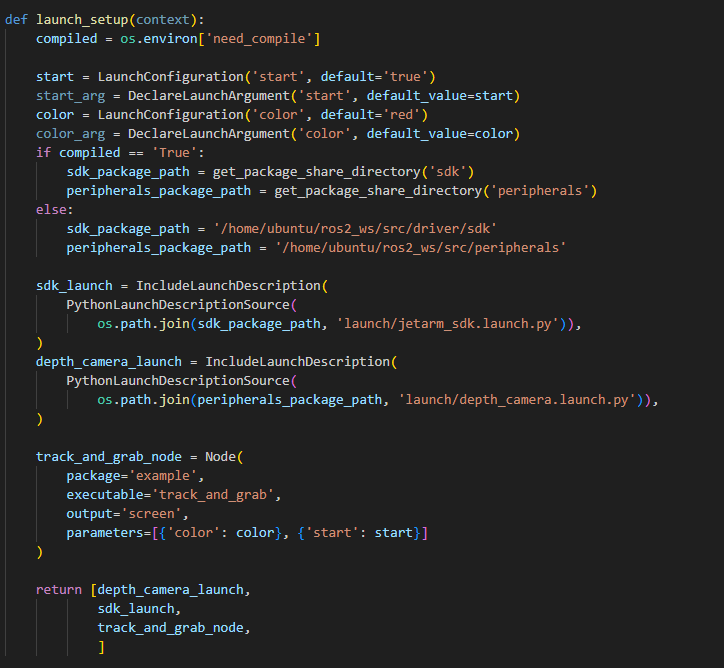 def launch_setup(context):
    compiled = os.environ['need_compile']

    start = LaunchConfiguration('start', default='true')
    start_arg = DeclareLaunchArgument('start', default_value=start)
    color = LaunchConfiguration('color', default='red')
    color_arg = DeclareLaunchArgument('color', default_value=color)
    if compiled == 'True':
        sdk_package_path = get_package_share_directory('sdk')
        peripherals_package_path = get_package_share_directory('peripherals')
    else:
        sdk_package_path = '/home/ubuntu/ros2_ws/src/driver/sdk'
        peripherals_package_path = '/home/ubuntu/ros2_ws/src/peripherals'

    sdk_launch = IncludeLaunchDescription(
        PythonLaunchDescriptionSource(
            os.path.join(sdk_package_path, 'launch/jetarm_sdk.launch.py')),
    )
    depth_camera_launch = IncludeLaunchDescription(
        PythonLaunchDescriptionSource(
            os.path.join(peripherals_package_path, 'launch/depth_camera.launch.py')),
    )

    track_and_grab_node = Node(
        package='example',
        executable='track_and_grab',
        output='screen',
        parameters=[{'color': color}, {'start': start}]
    )

    return [depth_camera_launch,
            sdk_launch,
            track_and_grab_node,
            ]